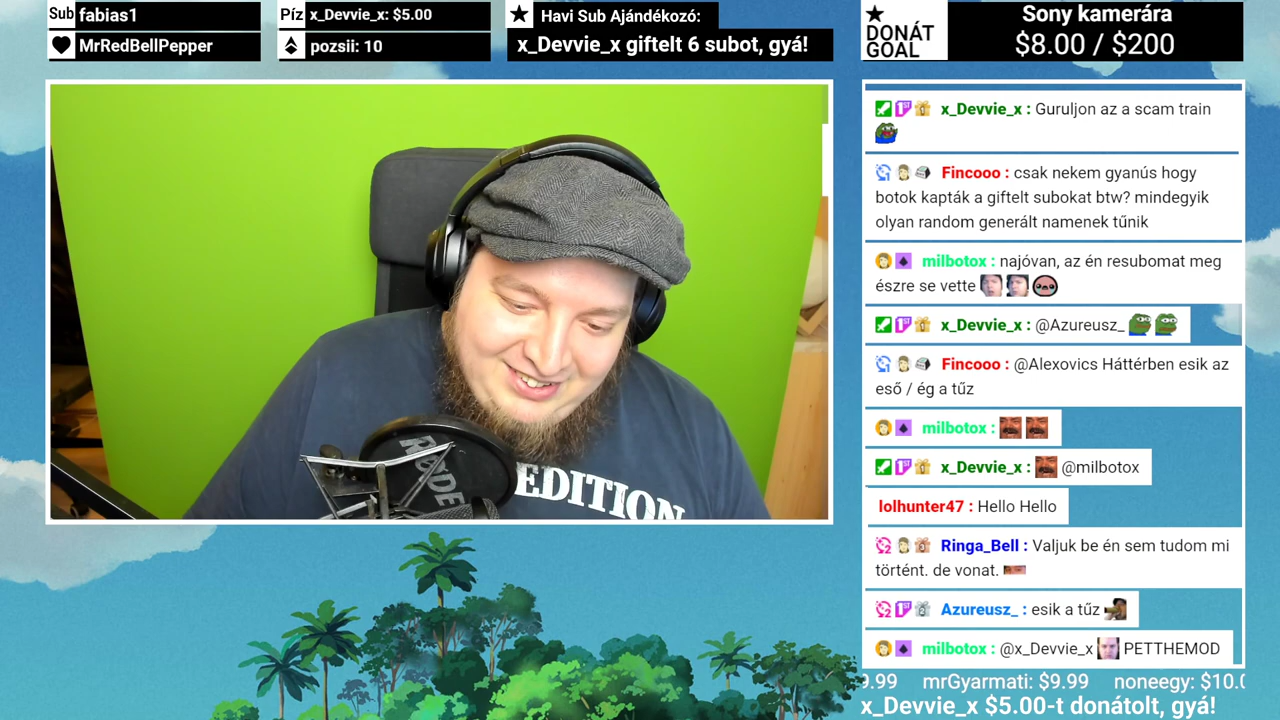 Sub fabias1
MrRedBellPepper
Píz x_Devvie_x: $5.00
pozsii: 10
Havi Sub Ajándékozó:
x_Devvie_x giftelt 6 subot, gyá!
DONÁT
GOAL
Sony kamerára
$8.00 / $200
x_Devvie_x : Guruljon az a scam train
Fincooo : csak nekem gyanús hogy
botok kapták a giftelt subokat btw? mindegyik
olyan random generált namenek tűnik
milbotox : najóvan, az én resubomat meg
észre se vette
x_Devvie_x : @Azureusz_
Fincooo : @Alexovics Háttérben esik az
eső / ég a tűz
milbotox :
x_Devvie_x : @milbotox
lolhunter47 : Hello Hello
Ringa_Bell : Valjuk be én sem tudom mi
történt. de vonat.
Azureusz_ : esik a tűz
milbotox : @x_Devvie_x PETTHEMOD
9.99 mrGyarmati: $9.99 noneegy: $10.0
x_Devvie_x $5.00-t donátolt, gyá!
RØDE
EDITION